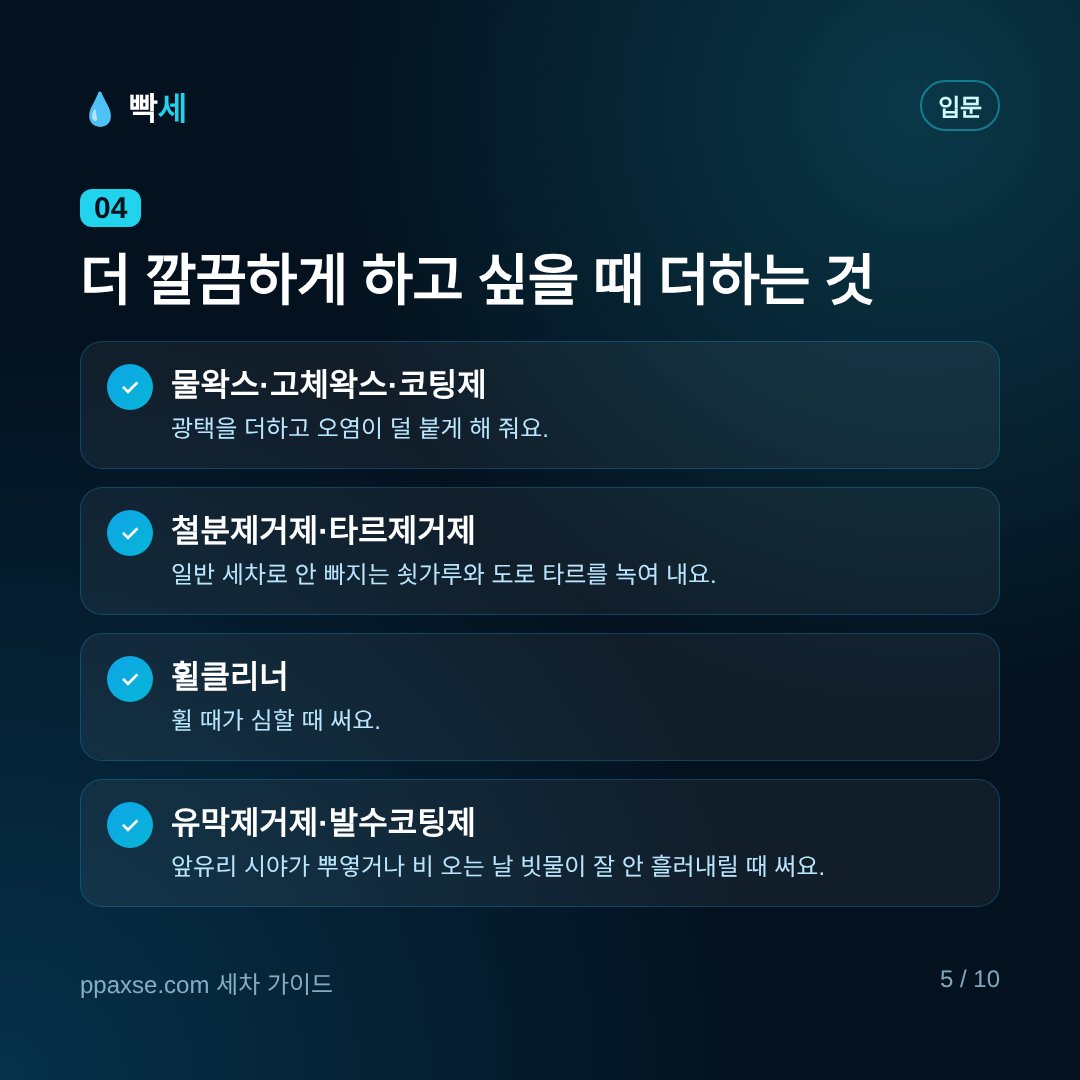 빡세
입문
04
더 깔끔하게 하고 싶을 때 더하는 것
물왁스·고체왁스·코팅제
광택을 더하고 오염이 덜 붙게 해 줘요.
철분제거제·타르제거제
일반 세차로 안 빠지는 쇳가루와 도로 타르를 녹여 내요.
휠클리너
휠 때가 심할 때 써요.
유막제거제·발수코팅제
앞유리 시야가 뿌옇거나 비 오는 날 빗물이 잘 안 흘러내릴 때 써요.
ppaxse.com 세차 가이드
5 / 10